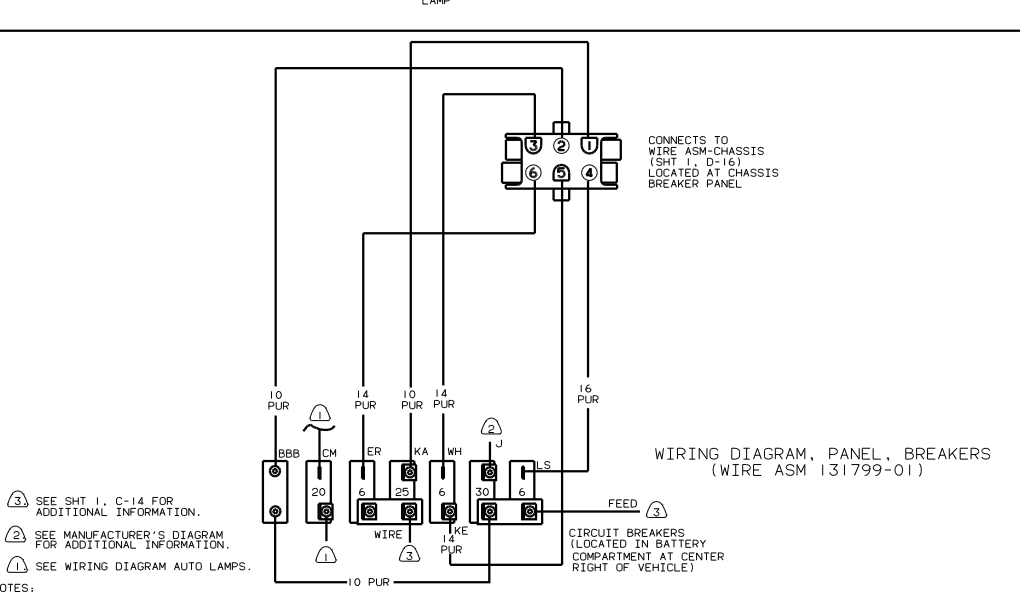 LAMP
3
2
1
6
5
4
CONNECTS TO
WIRE ASM-CHASSIS
(SHT 1, D-16)
LOCATED AT CHASSIS
BREAKER PANEL
10
PUR
14
PUR
10
PUR
14
PUR
16
PUR
1
2
J
BBB
CM
ER
KA
WH
LS
20
6
25
6
30
6
WIRE
KE
14
PUR
FEED
3
1
3
10 PUR
WIRING DIAGRAM, PANEL, BREAKERS
(WIRE ASM 131799-01)
CIRCUIT BREAKERS
(LOCATED IN BATTERY
COMPARTMENT AT CENTER
RIGHT OF VEHICLE)
3 SEE SHT 1, C-14 FOR
ADDITIONAL INFORMATION.
2 SEE MANUFACTURER'S DIAGRAM
FOR ADDITIONAL INFORMATION.
1 SEE WIRING DIAGRAM AUTO LAMPS.
OTES: